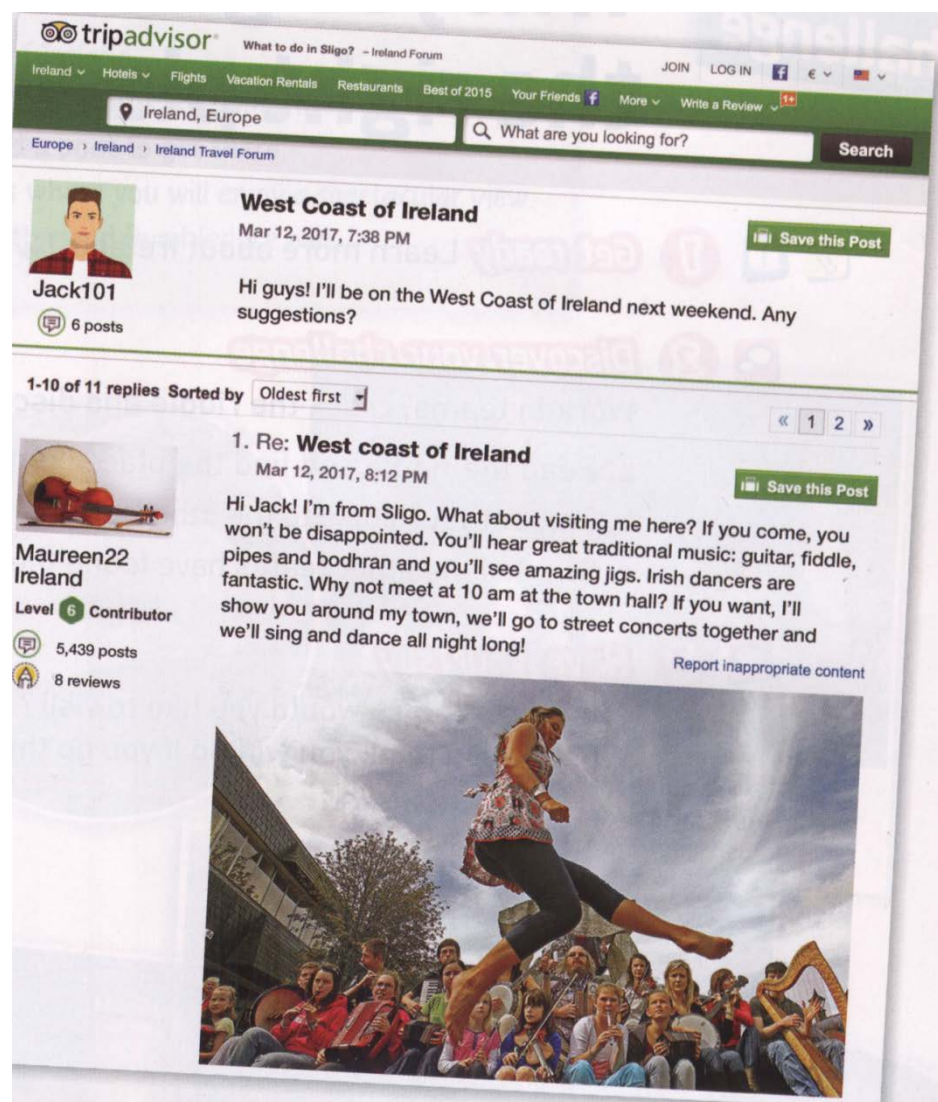 tripadvisor
What to do in Sligo? – Ireland Forum
JOIN LOG IN f €
Ireland Hotels Flights Vacation Rentals Restaurants Best of 2015 Your Friends f More Write a Review 1+
Ireland, Europe
What are you looking for?
Search
Europe › Ireland › Ireland Travel Forum
West Coast of Ireland
Mar 12, 2017, 7:38 PM
Save this Post
Jack101
6 posts
Hi guys! I'll be on the West Coast of Ireland next weekend. Any
suggestions?
1-10 of 11 replies Sorted by Oldest first
« 1 2 »
1. Re: West coast of Ireland
Mar 12, 2017, 8:12 PM
Save this Post
Maureen22
Ireland
Level 6 Contributor
5,439 posts
8 reviews
Hi Jack! I'm from Sligo. What about visiting me here? If you come, you
won't be disappointed. You'll hear great traditional music: guitar, fiddle,
pipes and bodhran and you'll see amazing jigs. Irish dancers are
fantastic. Why not meet at 10 am at the town hall? If you want, I'll
show you around my town, we'll go to street concerts together and
we'll sing and dance all night long!
Report inappropriate content